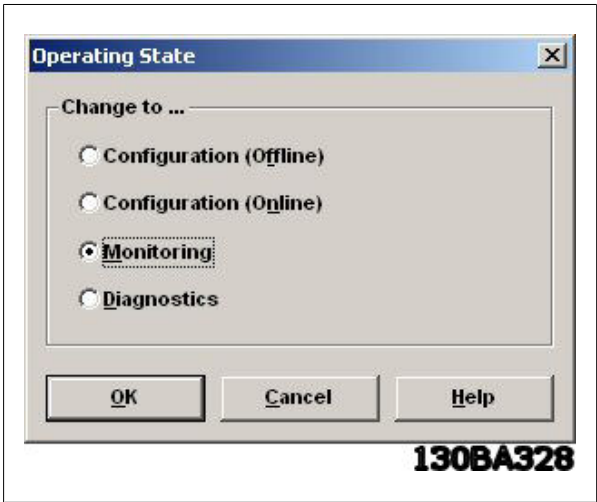 Operating State
Change to ...
Configuration (Offline)
Configuration (Online)
Monitoring
Diagnostics
OK Cancel Help
130BA328